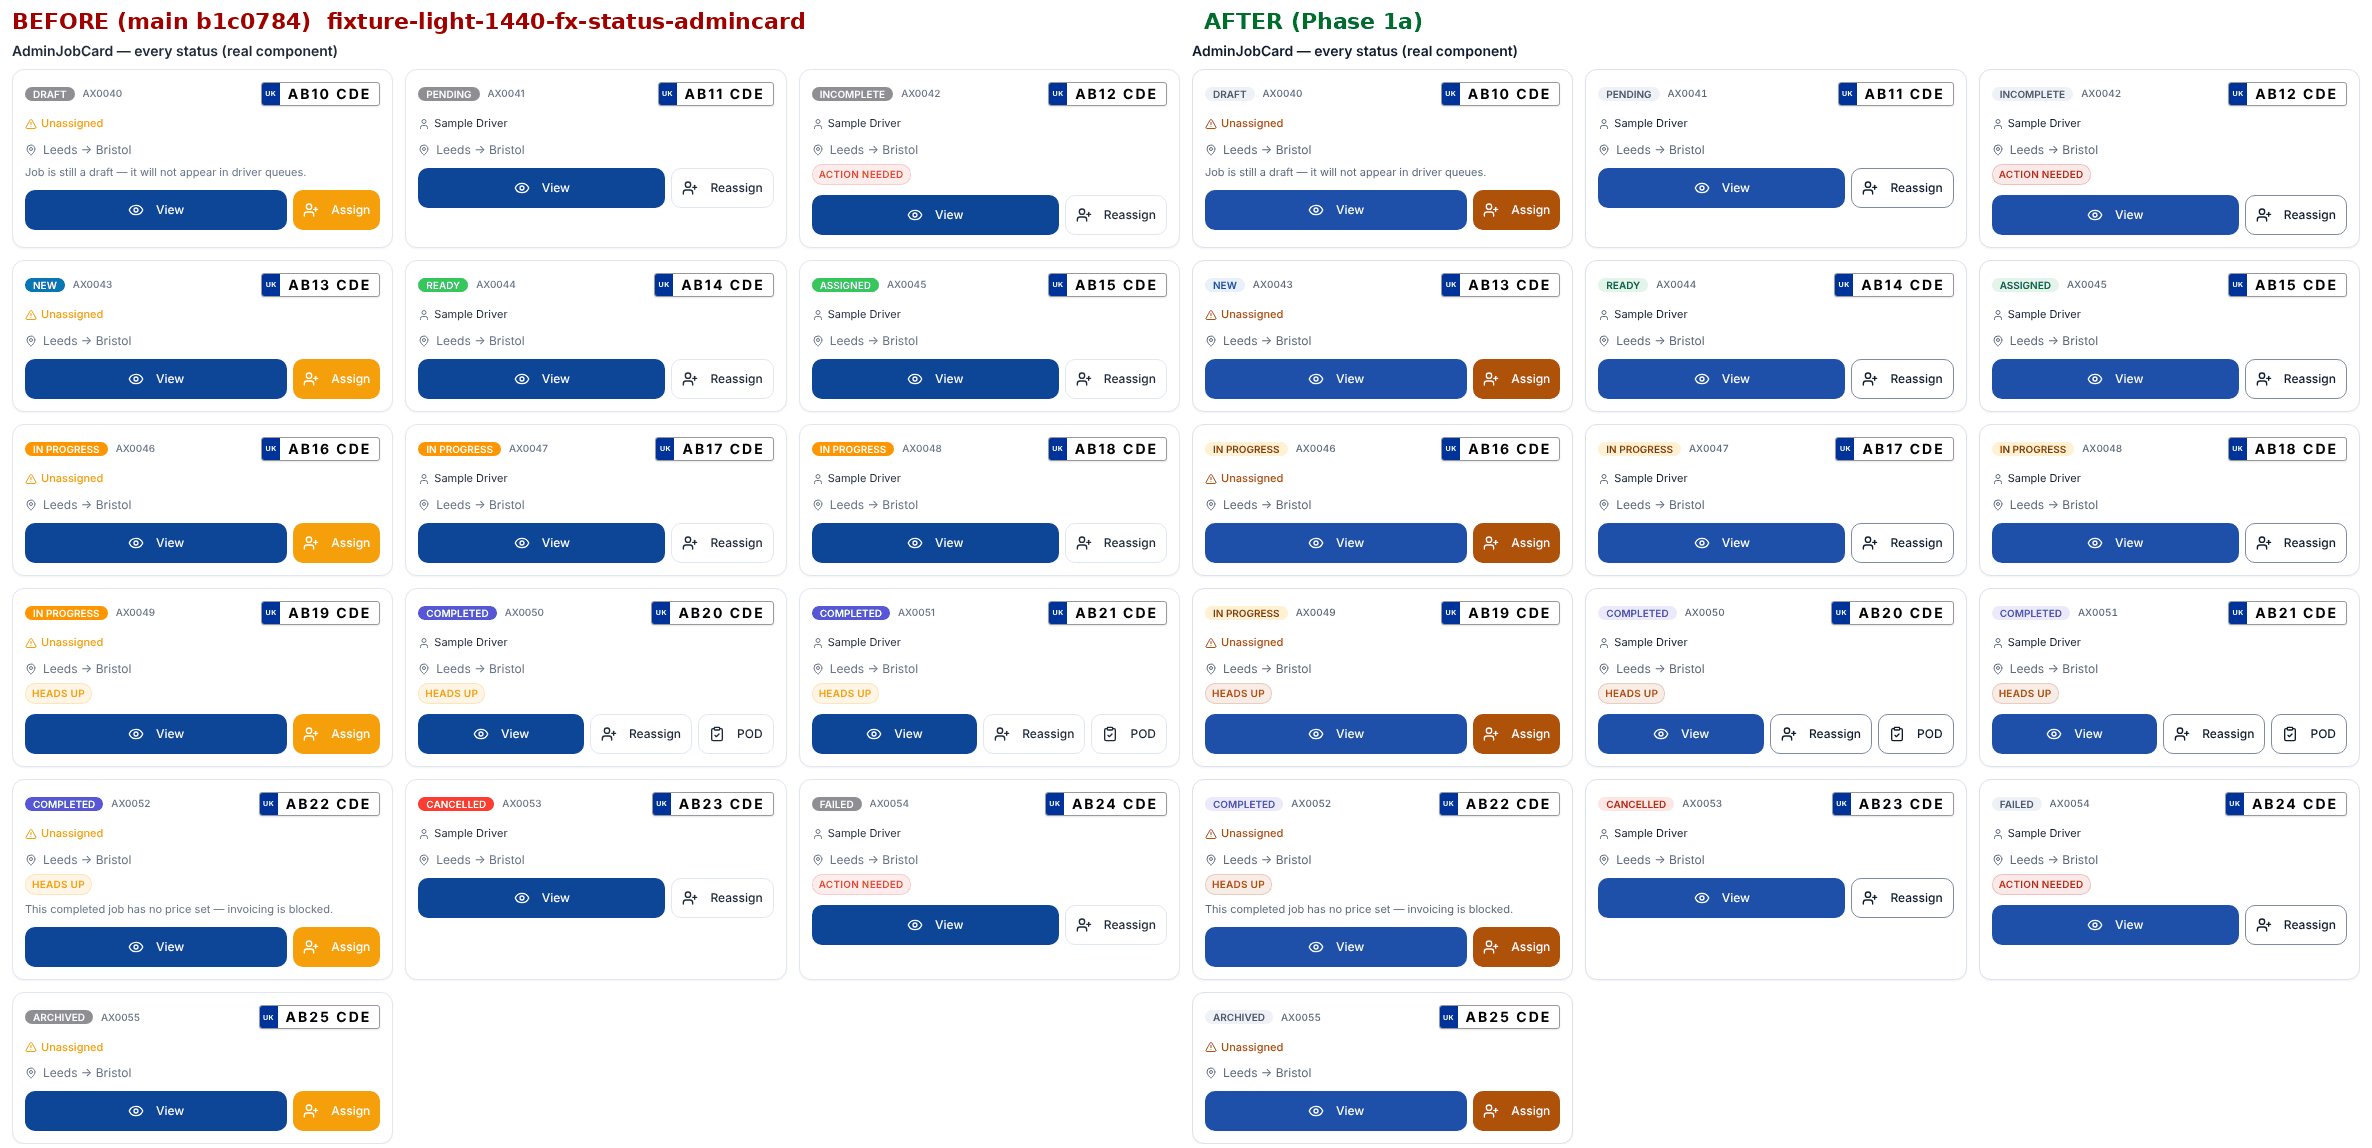 BEFORE (main b1c0784) fixture-light-1440-fx-status-admincard
AdminJobCard — every status (real component)
DRAFT AX0040 UK AB10 CDE
Unassigned
Leeds → Bristol
Job is still a draft — it will not appear in driver queues.
View Assign
PENDING AX0041 UK AB11 CDE
Sample Driver
Leeds → Bristol
View Reassign
INCOMPLETE AX0042 UK AB12 CDE
Sample Driver
Leeds → Bristol
ACTION NEEDED
View Reassign
NEW AX0043 UK AB13 CDE
Unassigned
Leeds → Bristol
View Assign
READY AX0044 UK AB14 CDE
Sample Driver
Leeds → Bristol
View Reassign
ASSIGNED AX0045 UK AB15 CDE
Sample Driver
Leeds → Bristol
View Reassign
IN PROGRESS AX0046 UK AB16 CDE
Unassigned
Leeds → Bristol
View Assign
IN PROGRESS AX0047 UK AB17 CDE
Sample Driver
Leeds → Bristol
View Reassign
IN PROGRESS AX0048 UK AB18 CDE
Sample Driver
Leeds → Bristol
View Reassign
IN PROGRESS AX0049 UK AB19 CDE
Unassigned
Leeds → Bristol
HEADS UP
View Assign
COMPLETED AX0050 UK AB20 CDE
Sample Driver
Leeds → Bristol
HEADS UP
View Reassign POD
COMPLETED AX0051 UK AB21 CDE
Sample Driver
Leeds → Bristol
HEADS UP
View Reassign POD
COMPLETED AX0052 UK AB22 CDE
Unassigned
Leeds → Bristol
HEADS UP
This completed job has no price set — invoicing is blocked.
View Assign
CANCELLED AX0053 UK AB23 CDE
Sample Driver
Leeds → Bristol
View Reassign
FAILED AX0054 UK AB24 CDE
Sample Driver
Leeds → Bristol
ACTION NEEDED
View Reassign
ARCHIVED AX0055 UK AB25 CDE
Unassigned
Leeds → Bristol
View Assign
AFTER (Phase 1a)
AdminJobCard — every status (real component)
DRAFT AX0040 UK AB10 CDE
Unassigned
Leeds → Bristol
Job is still a draft — it will not appear in driver queues.
View Assign
PENDING AX0041 UK AB11 CDE
Sample Driver
Leeds → Bristol
View Reassign
INCOMPLETE AX0042 UK AB12 CDE
Sample Driver
Leeds → Bristol
ACTION NEEDED
View Reassign
NEW AX0043 UK AB13 CDE
Unassigned
Leeds → Bristol
View Assign
READY AX0044 UK AB14 CDE
Sample Driver
Leeds → Bristol
View Reassign
ASSIGNED AX0045 UK AB15 CDE
Sample Driver
Leeds → Bristol
View Reassign
IN PROGRESS AX0046 UK AB16 CDE
Unassigned
Leeds → Bristol
View Assign
IN PROGRESS AX0047 UK AB17 CDE
Sample Driver
Leeds → Bristol
View Reassign
IN PROGRESS AX0048 UK AB18 CDE
Sample Driver
Leeds → Bristol
View Reassign
IN PROGRESS AX0049 UK AB19 CDE
Unassigned
Leeds → Bristol
HEADS UP
View Assign
COMPLETED AX0050 UK AB20 CDE
Sample Driver
Leeds → Bristol
HEADS UP
View Reassign POD
COMPLETED AX0051 UK AB21 CDE
Sample Driver
Leeds → Bristol
HEADS UP
View Reassign POD
COMPLETED AX0052 UK AB22 CDE
Unassigned
Leeds → Bristol
HEADS UP
This completed job has no price set — invoicing is blocked.
View Assign
CANCELLED AX0053 UK AB23 CDE
Sample Driver
Leeds → Bristol
View Reassign
FAILED AX0054 UK AB24 CDE
Sample Driver
Leeds → Bristol
ACTION NEEDED
View Reassign
ARCHIVED AX0055 UK AB25 CDE
Unassigned
Leeds → Bristol
View Assign